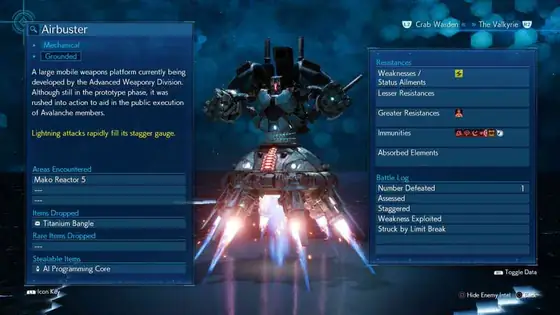 L2 Crab Warden
The Valkyrie R2
Airbuster
Mechanical
Grounded
A large mobile weapons platform currently being
developed by the Advanced Weaponry Division.
Although still in the prototype phase, it was
rushed into action to aid in the public execution
of Avalanche members.
Lightning attacks rapidly fill its stagger gauge.
Areas Encountered
Mako Reactor 5
---
---
Items Dropped
Titanium Bangle
Rare Items Dropped
---
Stealable Items
AI Programming Core
Icon Key
Resistances
Weaknesses /
Status Ailments
Lesser Resistances
Greater Resistances
Immunities
Absorbed Elements
Battle Log
Number Defeated 1
Assessed
Staggered
Weakness Exploited
Struck by Limit Break
Toggle Data
Hide Enemy Intel